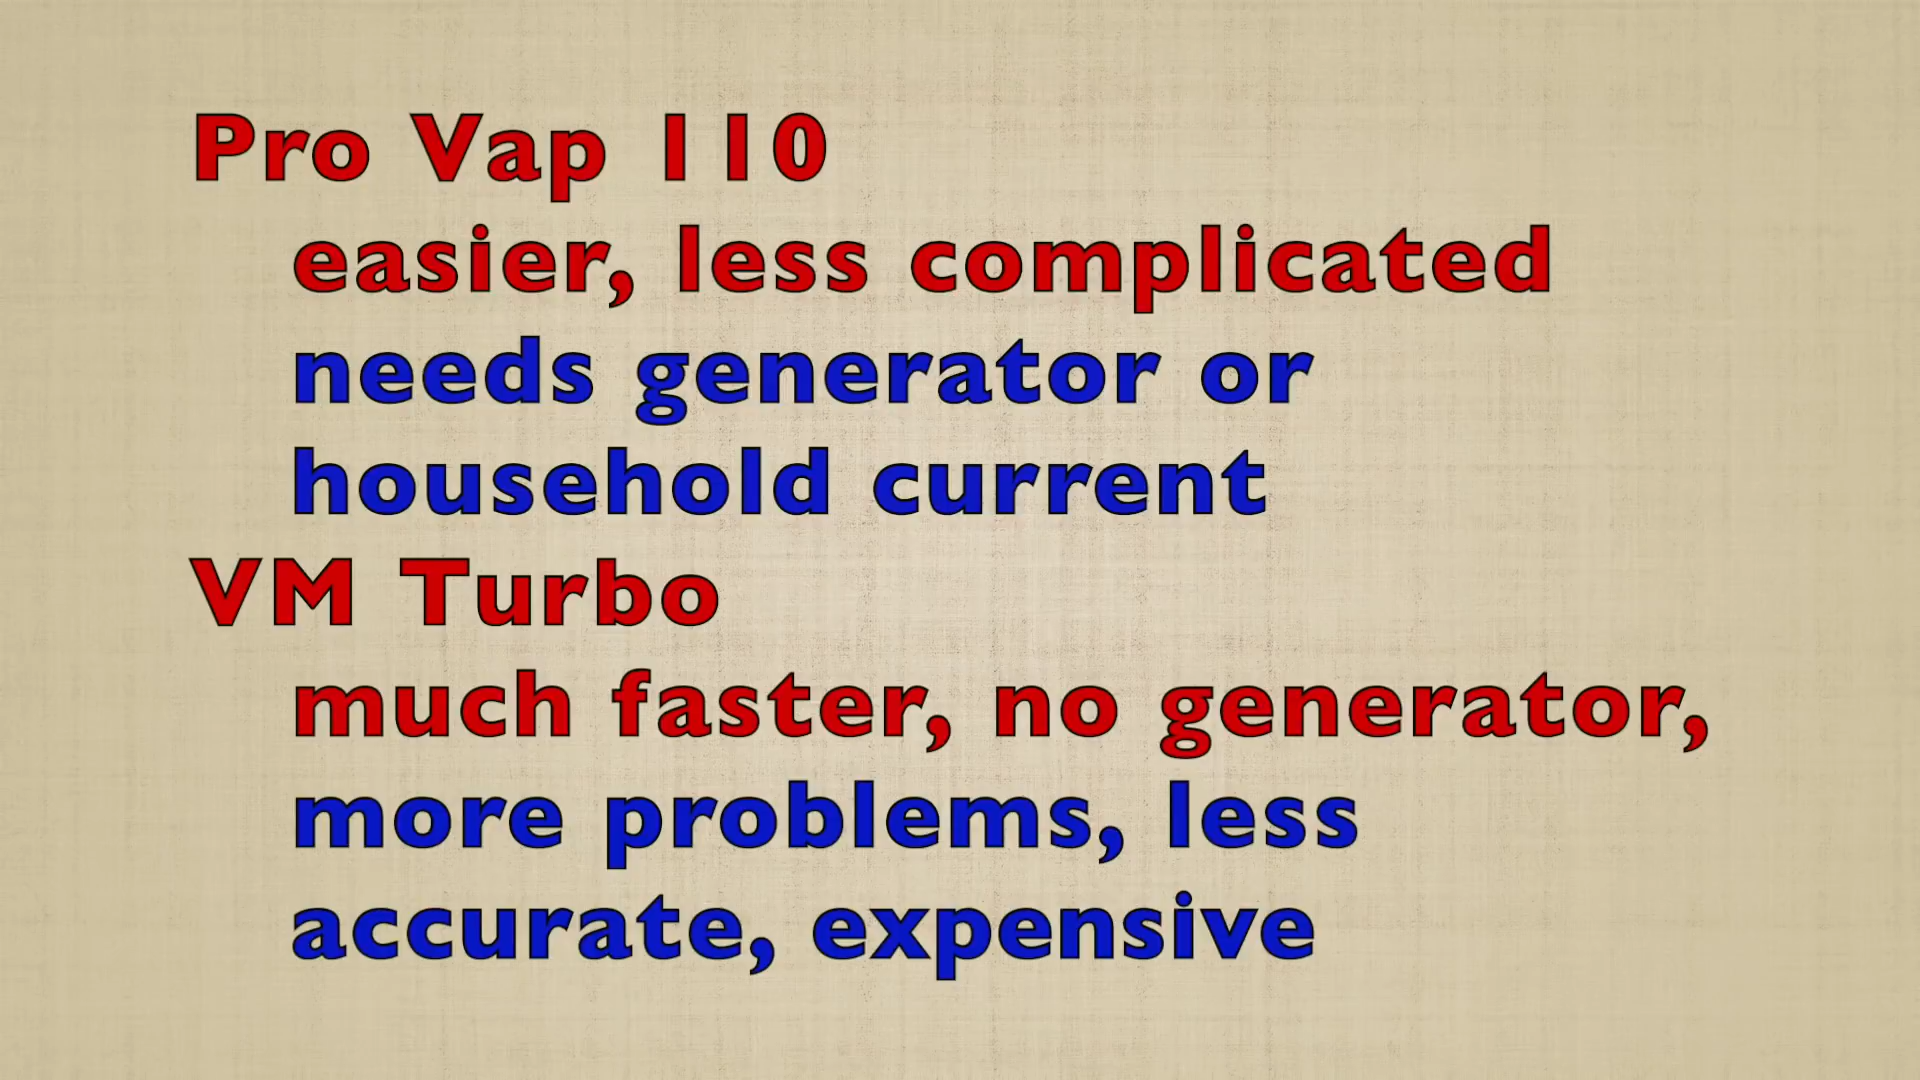 Pro Vap 110
easier, less complicated
needs generator or
household current
VM Turbo
much faster, no generator,
more problems, less
accurate, expensive